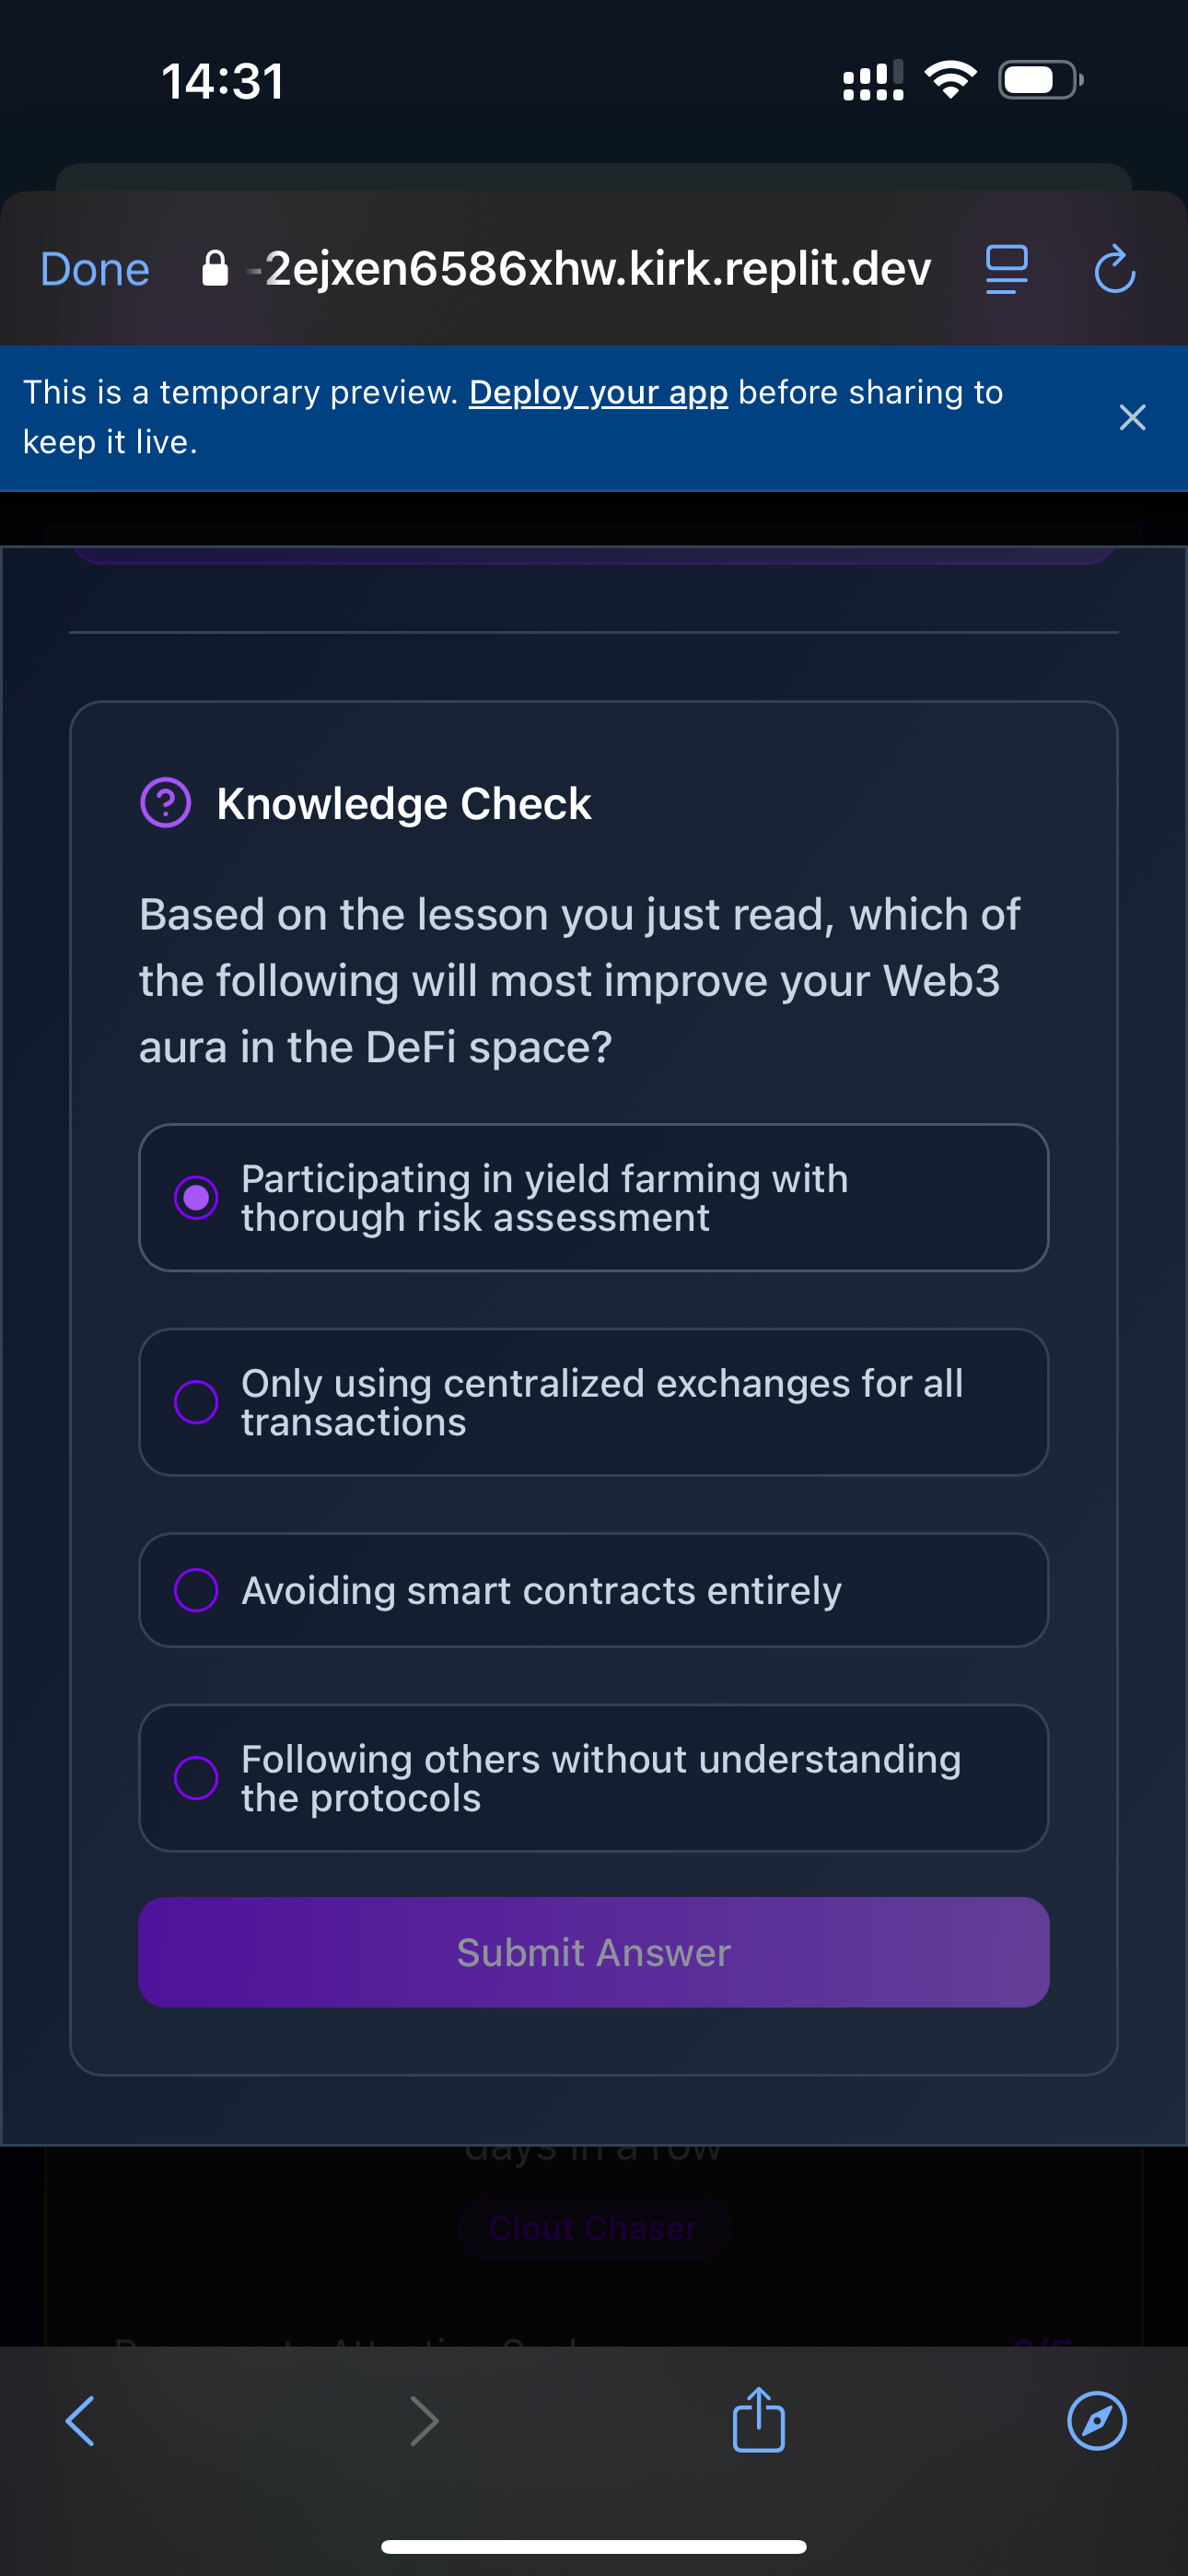 14:31
Done
-2ejxen6586xhw.kirk.replit.dev
This is a temporary preview. Deploy your app before sharing to
keep it live.
Knowledge Check
Based on the lesson you just read, which of
the following will most improve your Web3
aura in the DeFi space?
Participating in yield farming with
thorough risk assessment
Only using centralized exchanges for all
transactions
Avoiding smart contracts entirely
Following others without understanding
the protocols
Submit Answer
days in a row
Clout Chaser